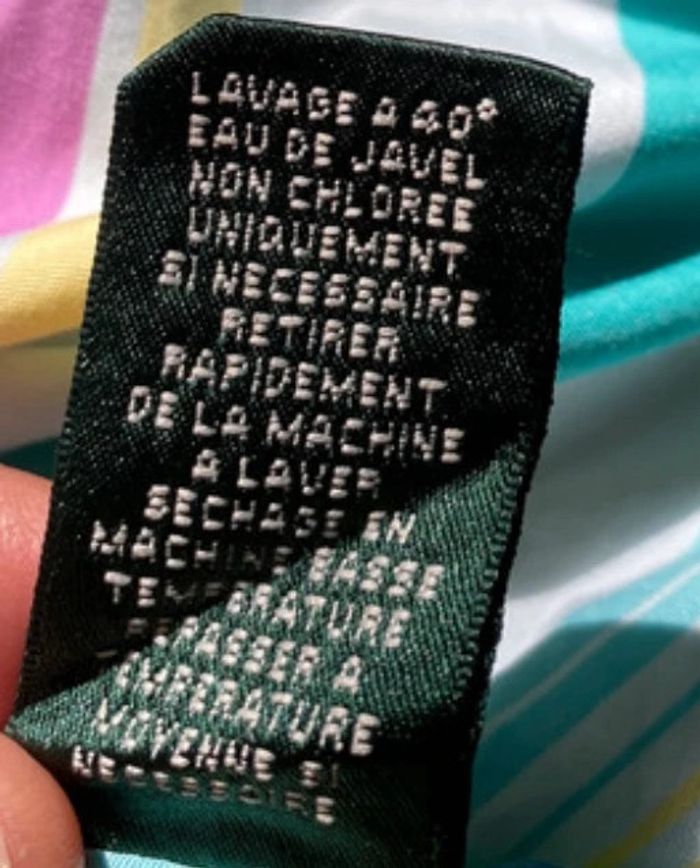 LAVAGE A 40°
EAU DE JAVEL
NON CHLOREE
UNIQUEMENT
SI NECESSAIRE
RETIRER
RAPIDEMENT
DE LA MACHINE
A LAVER
SECHAGE EN
MACHINE BASSE
TEMPERATURE
REPASSER A
TEMPERATURE
MOYENNE SI
NECESSAIRE